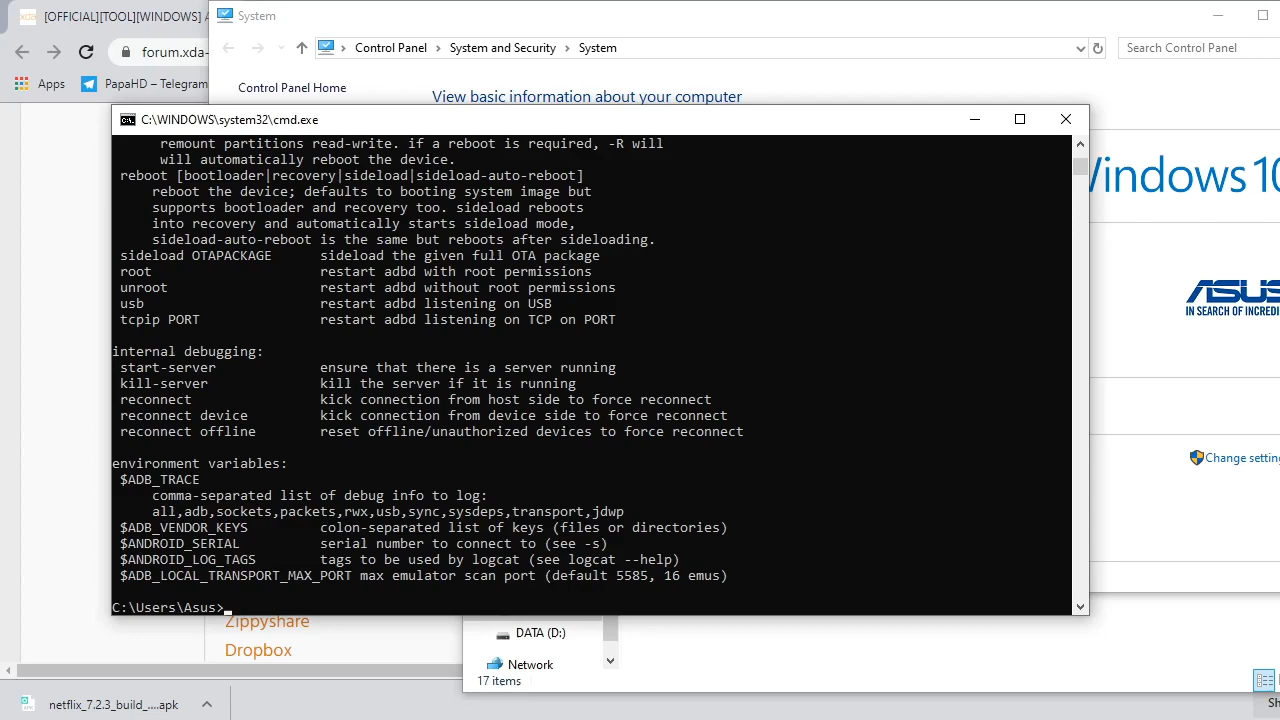 [OFFICIAL][TOOL][WINDOWS] A
System
forum.xda-
Control Panel
System and Security
System
Search Control Panel
Apps
PapaHD – Telegram
Control Panel Home
View basic information about your computer
C:\WINDOWS\system32\cmd.exe
remount partitions read-write. if a reboot is required, -R will
will automatically reboot the device.
reboot [bootloader|recovery|sideload|sideload-auto-reboot]
reboot the device; defaults to booting system image but
supports bootloader and recovery too. sideload reboots
into recovery and automatically starts sideload mode,
sideload-auto-reboot is the same but reboots after sideloading.
sideload OTAPACKAGE sideload the given full OTA package
root restart adbd with root permissions
unroot restart adbd without root permissions
usb restart adbd listening on USB
tcpip PORT restart adbd listening on TCP on PORT
internal debugging:
start-server ensure that there is a server running
kill-server kill the server if it is running
reconnect kick connection from host side to force reconnect
reconnect device kick connection from device side to force reconnect
reconnect offline reset offline/unauthorized devices to force reconnect
environment variables:
$ADB_TRACE
comma-separated list of debug info to log:
all,adb,sockets,packets,rwx,usb,sync,sysdeps,transport,jdwp
$ADB_VENDOR_KEYS colon-separated list of keys (files or directories)
$ANDROID_SERIAL serial number to connect to (see -s)
$ANDROID_LOG_TAGS tags to be used by logcat (see logcat --help)
$ADB_LOCAL_TRANSPORT_MAX_PORT max emulator scan port (default 5585, 16 emus)
C:\Users\Asus>
Windows 10
ASUS
IN SEARCH OF INCREDI
Change setting
Zippyshare
Dropbox
DATA (D:)
Network
17 items
netflix_7.2.3_build_....apk
Sh